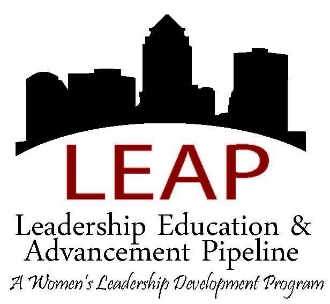 LEAP
Leadership Education &
Advancement Pipeline
A Women's Leadership Development Program